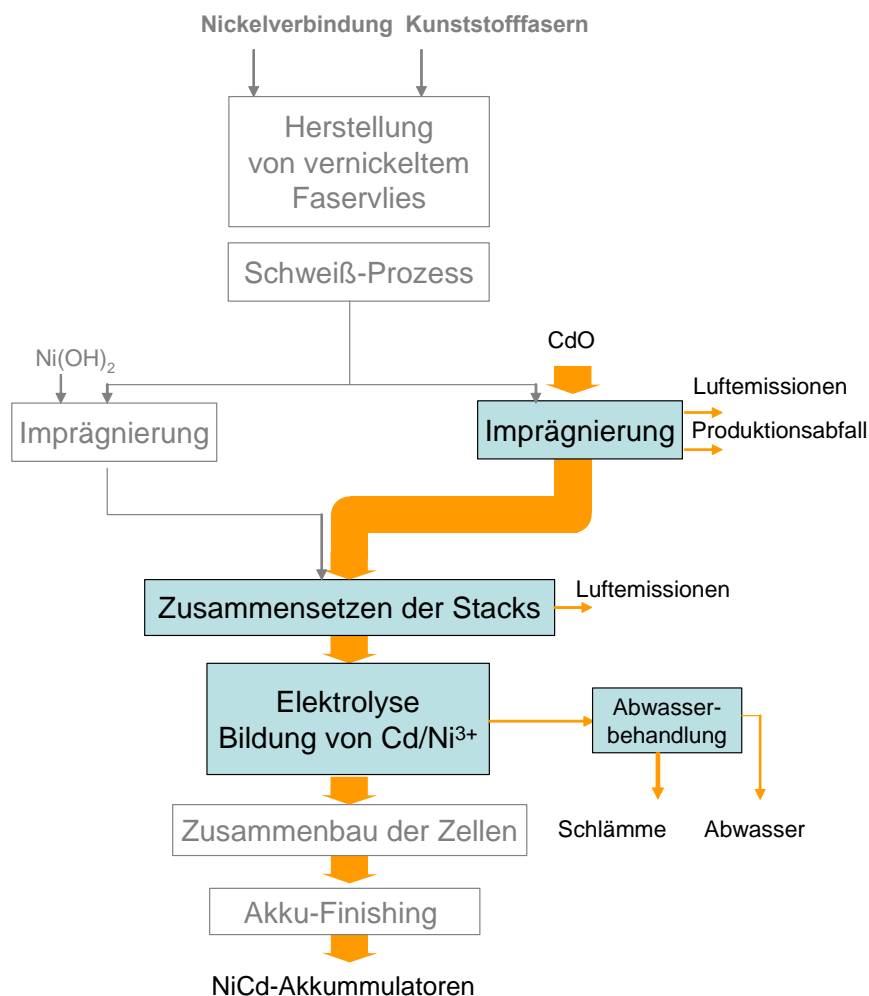 Nickelverbindung Kunststofffasern
Herstellung
von vernickeltem
Faservlies
Schweiß-Prozess
CdO
Ni(OH)₂
Luftemissionen
Imprägnierung
Imprägnierung
Produktionsabfall
Zusammensetzen der Stacks
Luftemissionen
Elektrolyse
Bildung von Cd/Ni³⁺
Abwasser-
behandlung
Zusammenbau der Zellen
Schlämme
Abwasser
Akku-Finishing
NiCd-Akkummulatoren